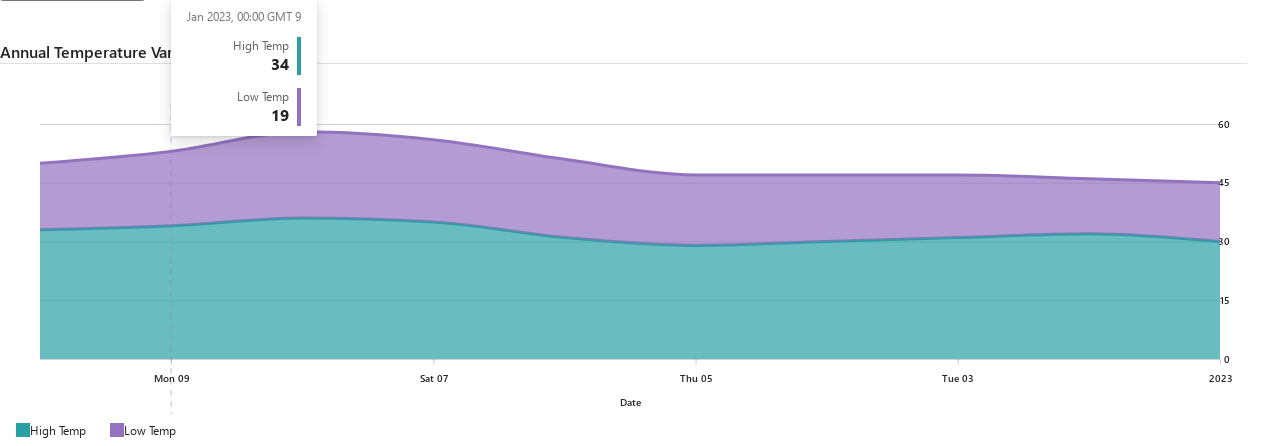 Jan 2023, 00:00 GMT 9
Annual Temperature Var
High Temp
34
Low Temp
19
60
45
30
15
0
Mon 09
Sat 07
Thu 05
Tue 03
2023
Date
High Temp
Low Temp